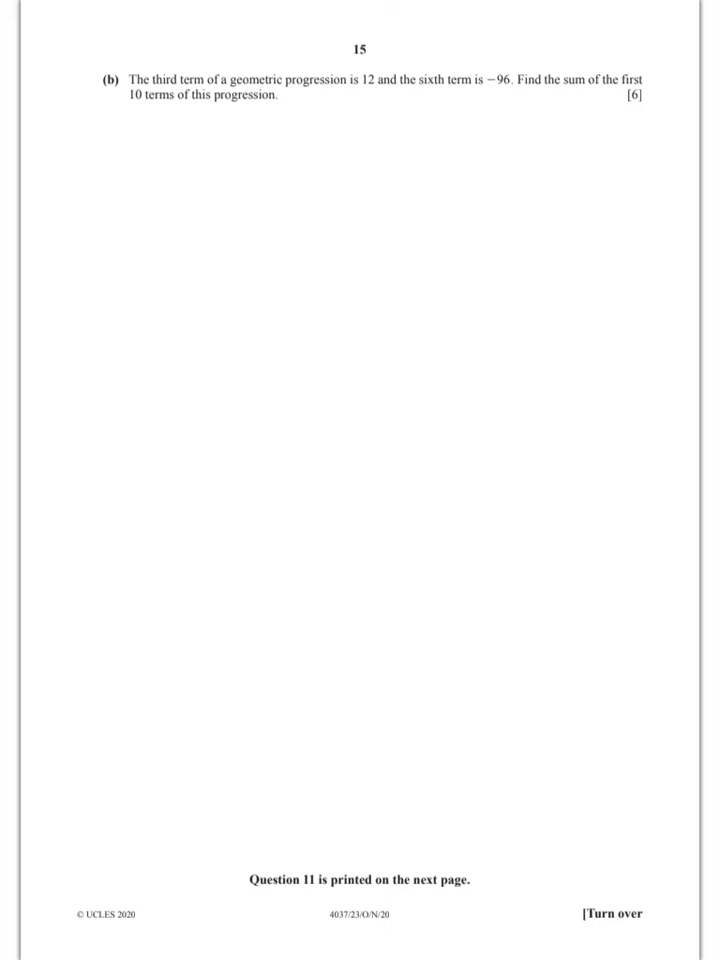 15
(b) The third term of a geometric progression is 12 and the sixth term is −96. Find the sum of the first
10 terms of this progression. [6]
Question 11 is printed on the next page.
© UCLES 2020 4037/23/O/N/20 [Turn over